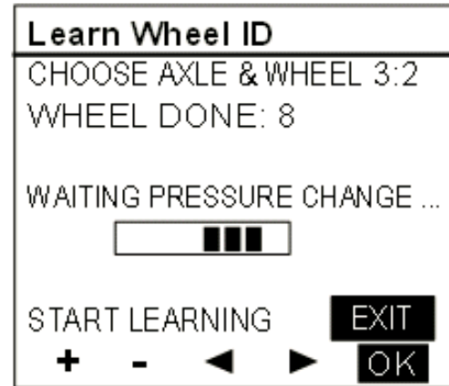 Learn Wheel ID
CHOOSE AXLE & WHEEL 3:2
WHEEL DONE: 8
WAITING PRESSURE CHANGE ...
START LEARNING EXIT
+ - ◄ ► OK